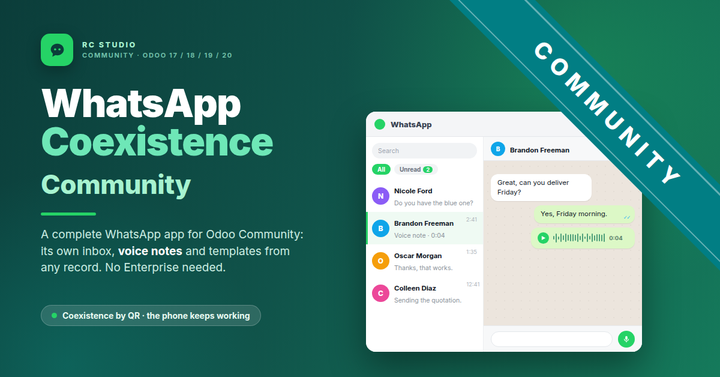 RC STUDIO
COMMUNITY · ODOO 17 / 18 / 19 / 20
WhatsApp
Coexistence
Community
A complete WhatsApp app for Odoo Community:
its own inbox, voice notes and templates from
any record. No Enterprise needed.
Coexistence by QR · the phone keeps working
COMMUNITY
WhatsApp
Search
All
Unread 2
N
Nicole Ford
Do you have the blue one?
B
Brandon Freeman
2:45
Voice note · 0:04
O
Oscar Morgan
1:35
Thanks, that works.
C
Colleen Diaz
12:41
Sending the quotation.
B
Brandon Freeman
Great, can you deliver
Friday?
Yes, Friday morning.
0:04